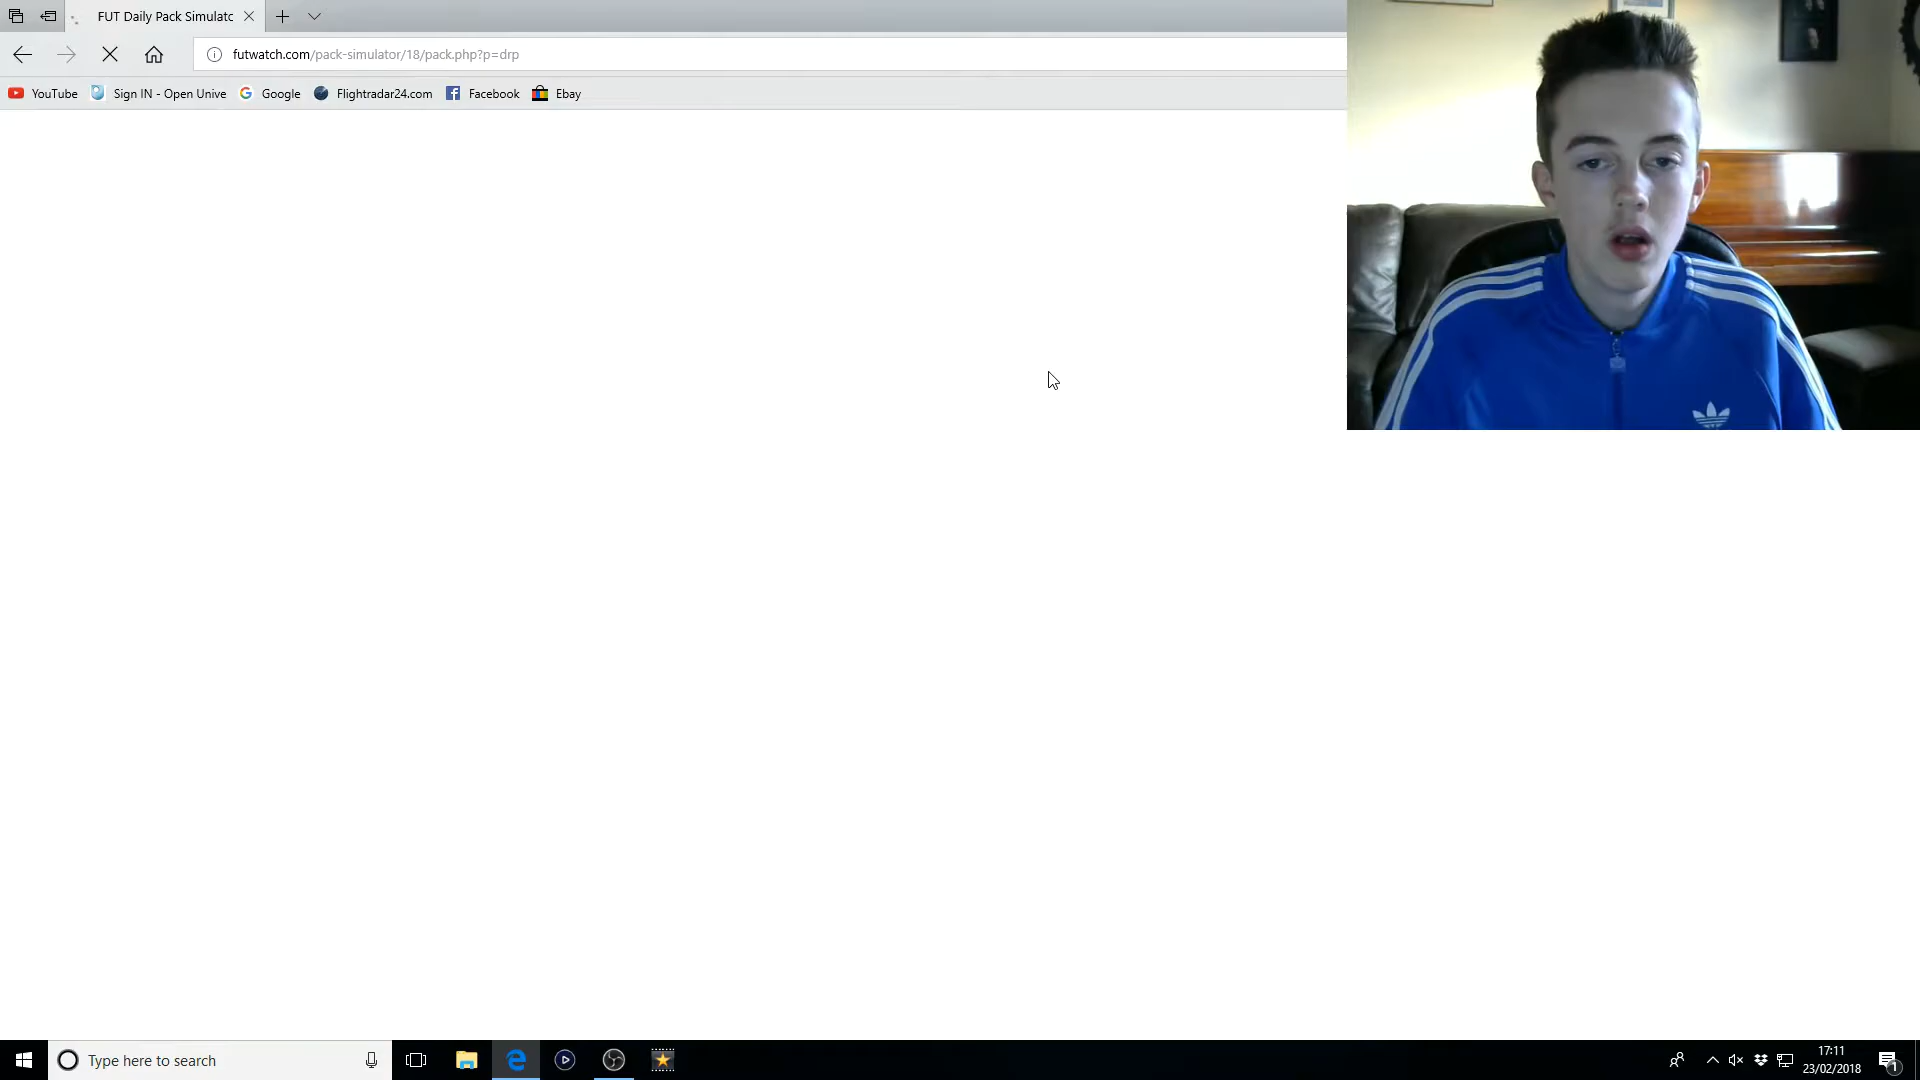 FUT Daily Pack Simulatc
futwatch.com/pack-simulator/18/pack.php?p=drp
YouTube Sign IN - Open Unive Google Flightradar24.com Facebook Ebay
Type here to search
17:11
23/02/2018
1